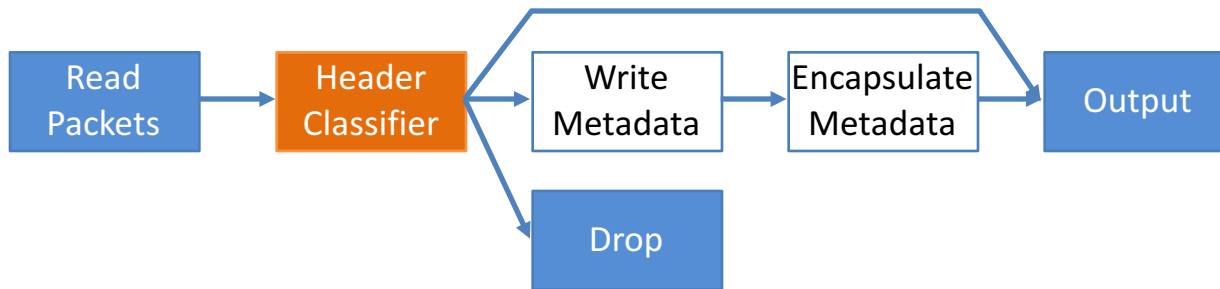 Read
Packets
Header
Classifier
Write
Metadata
Encapsulate
Metadata
Output
Drop